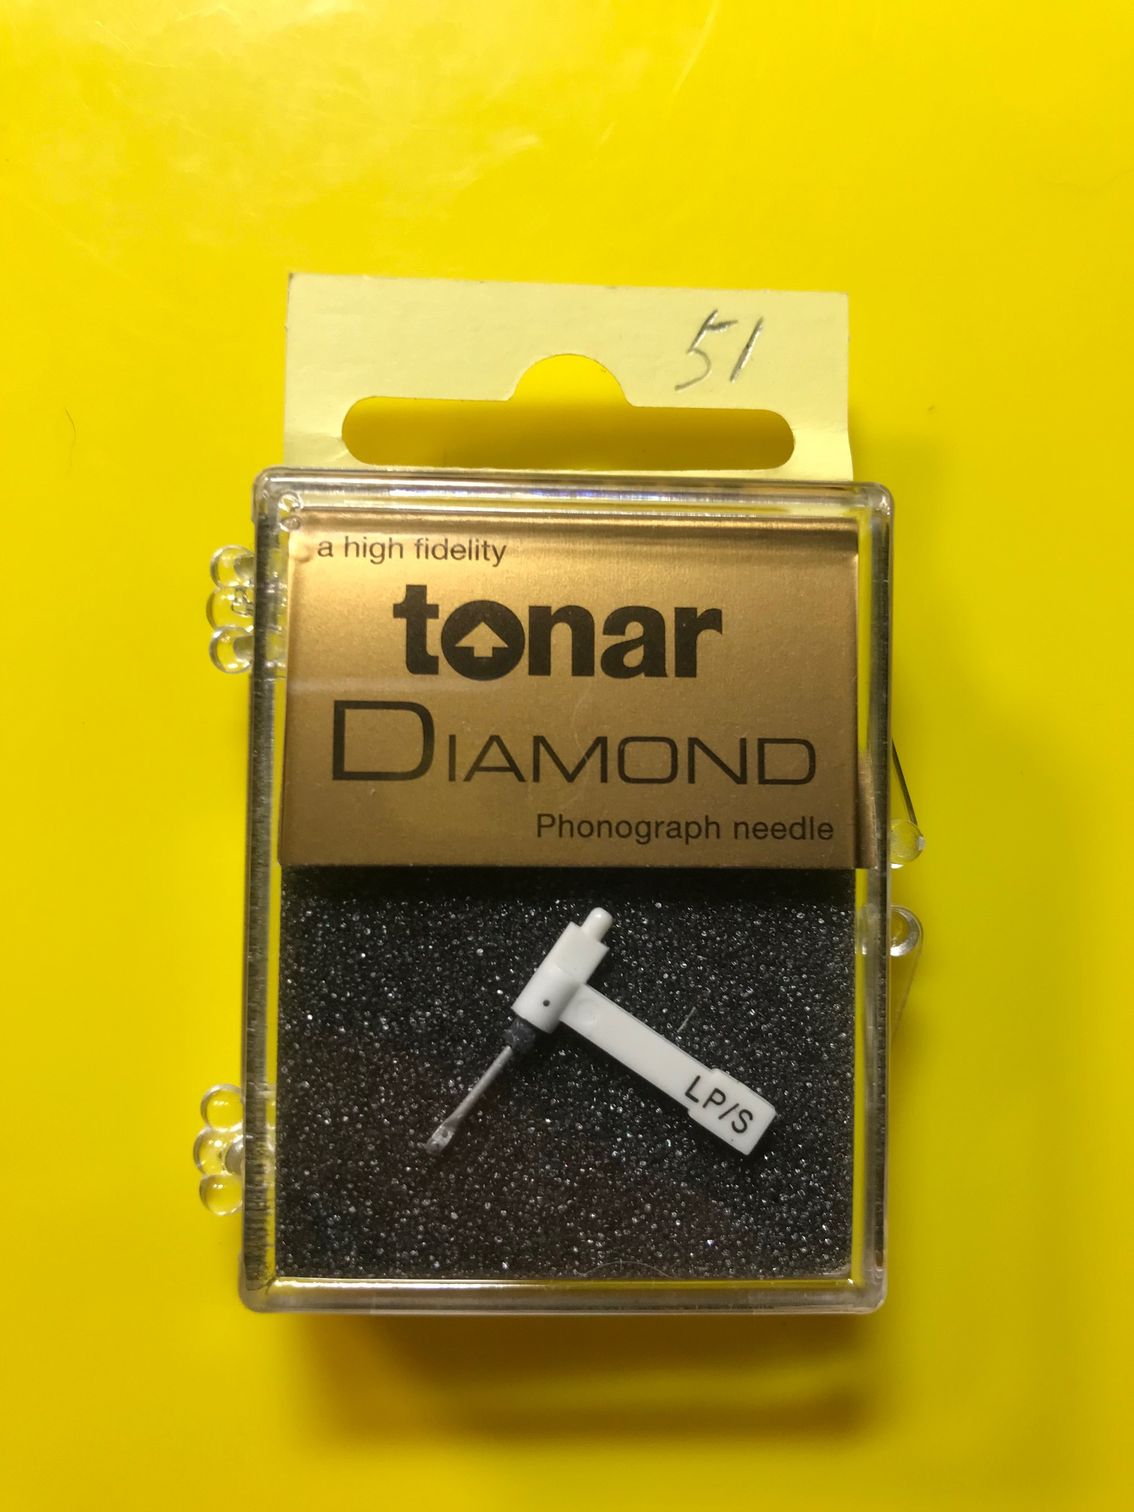 51
a high fidelity
tonar
DIAMOND
Phonograph needle
LP/S